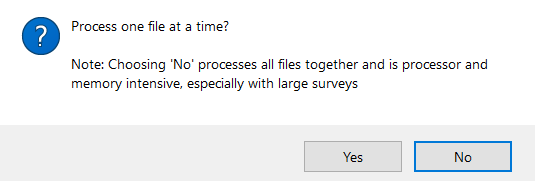 Process one file at a time?
Note: Choosing 'No' processes all files together and is processor and
memory intensive, especially with large surveys
Yes
No